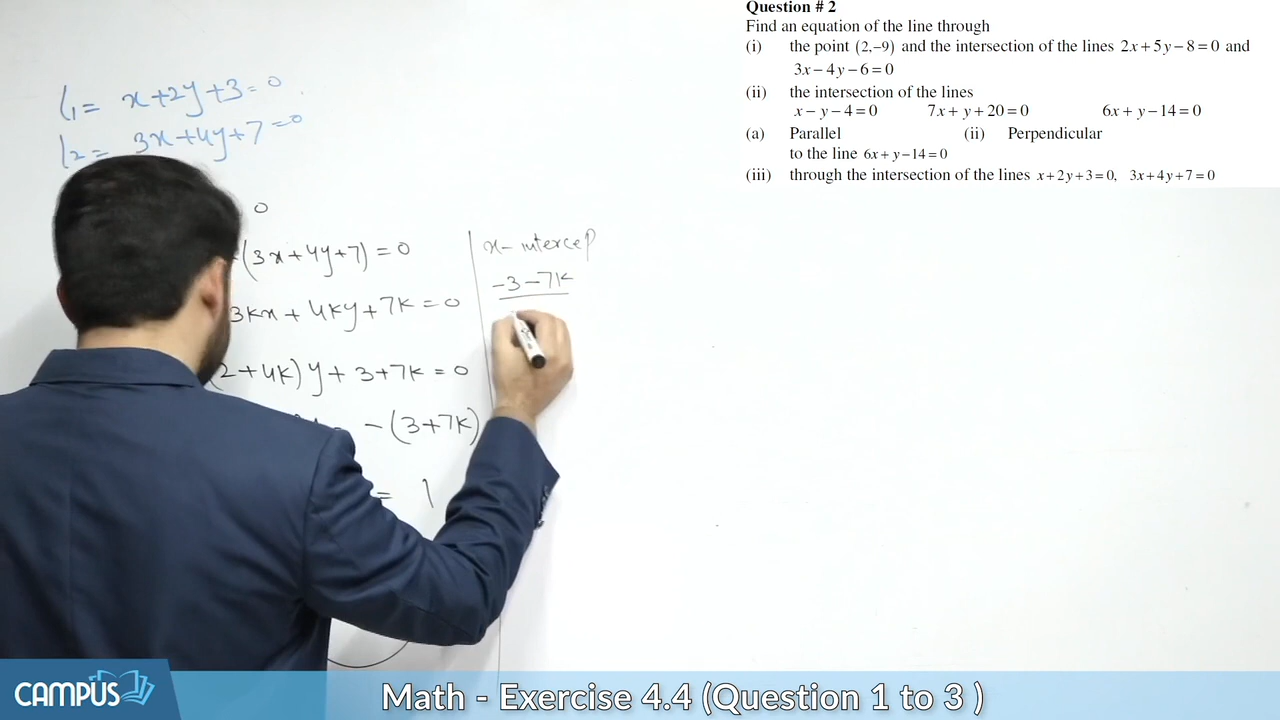 Question # 2
Find an equation of the line through
(i) the point (2,–9) and the intersection of the lines 2x+5y–8=0 and
3x–4y–6=0
(ii) the intersection of the lines
x–y–4=0 7x+y+20=0 6x+y–14=0
(a) Parallel (ii) Perpendicular
to the line 6x+y–14=0
(iii) through the intersection of the lines x+2y+3=0, 3x+4y+7=0
l₁= x+2y+3=0
l₂= 3x+4y+7=0
0
(3x+4y+7)=0
3kx+4ky+7k=0
2+4k)y+3+7k=0
-(3+7k)
= 1
x-intercep
-3-7k
CAMPUS
Math - Exercise 4.4 (Question 1 to 3 )